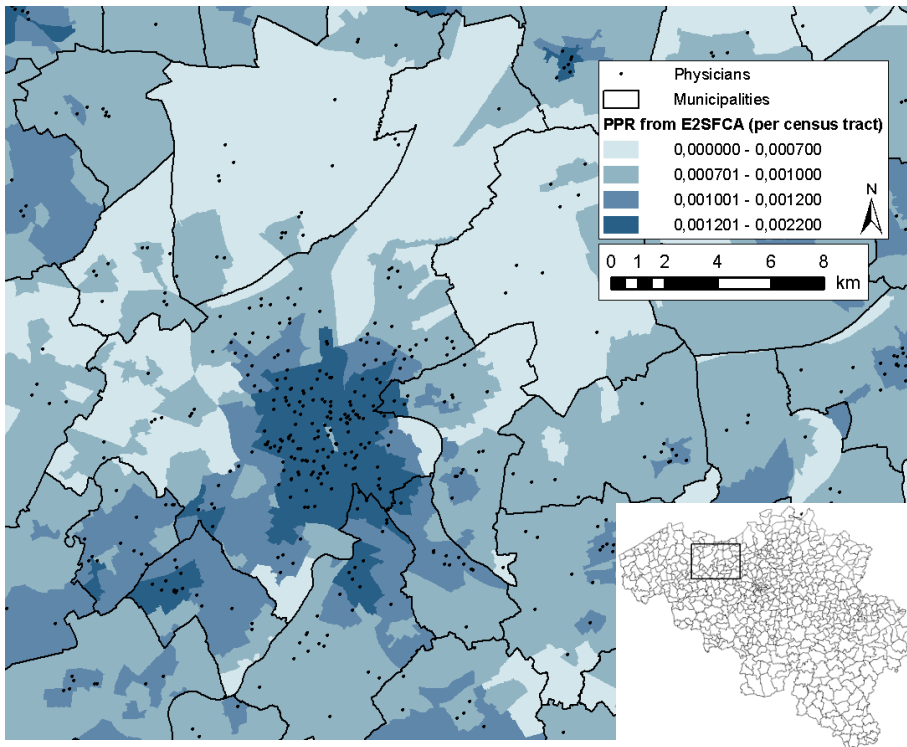 Physicians
Municipalities
PPR from E2SFCA (per census tract)
0,000000 - 0,000700
0,000701 - 0,001000
0,001001 - 0,001200
0,001201 - 0,002200
N
0 1 2 4 6 8
km